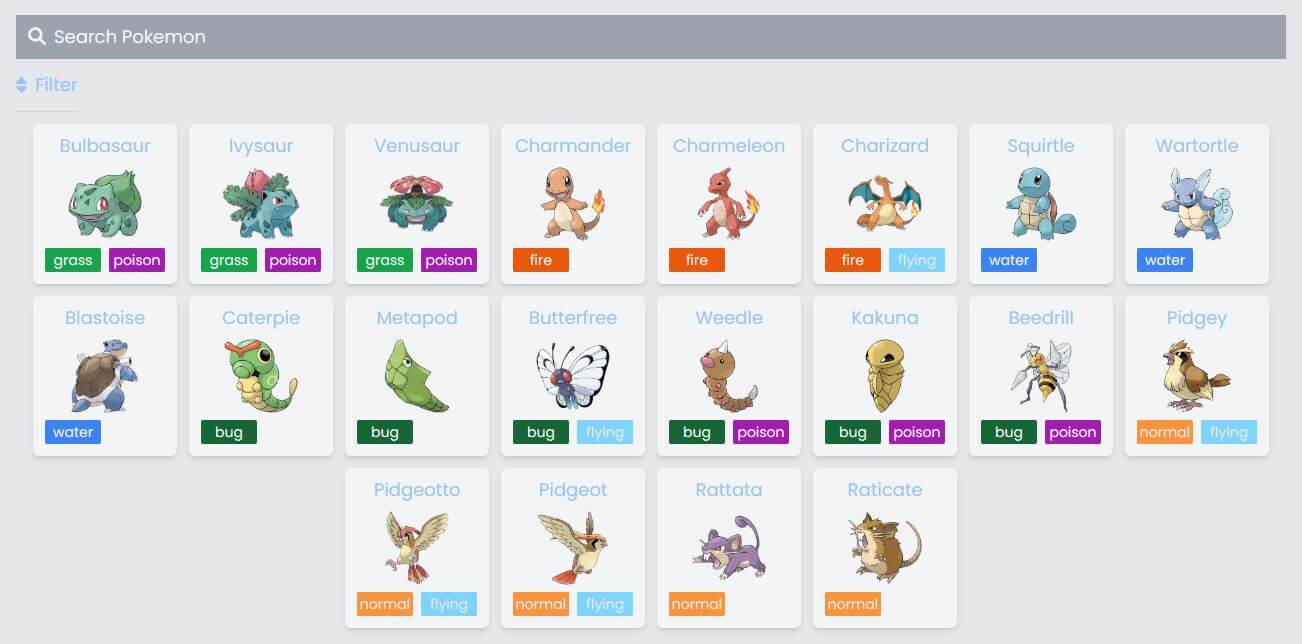 Search Pokemon
Filter
Bulbasaur Ivysaur Venusaur Charmander Charmeleon Charizard Squirtle Wartortle
grass poison grass poison grass poison fire fire fire flying water water
Blastoise Caterpie Metapod Butterfree Weedle Kakuna Beedrill Pidgey
water bug bug bug flying bug poison bug poison bug poison normal flying
Pidgeotto Pidgeot Rattata Raticate
normal flying normal flying normal normal